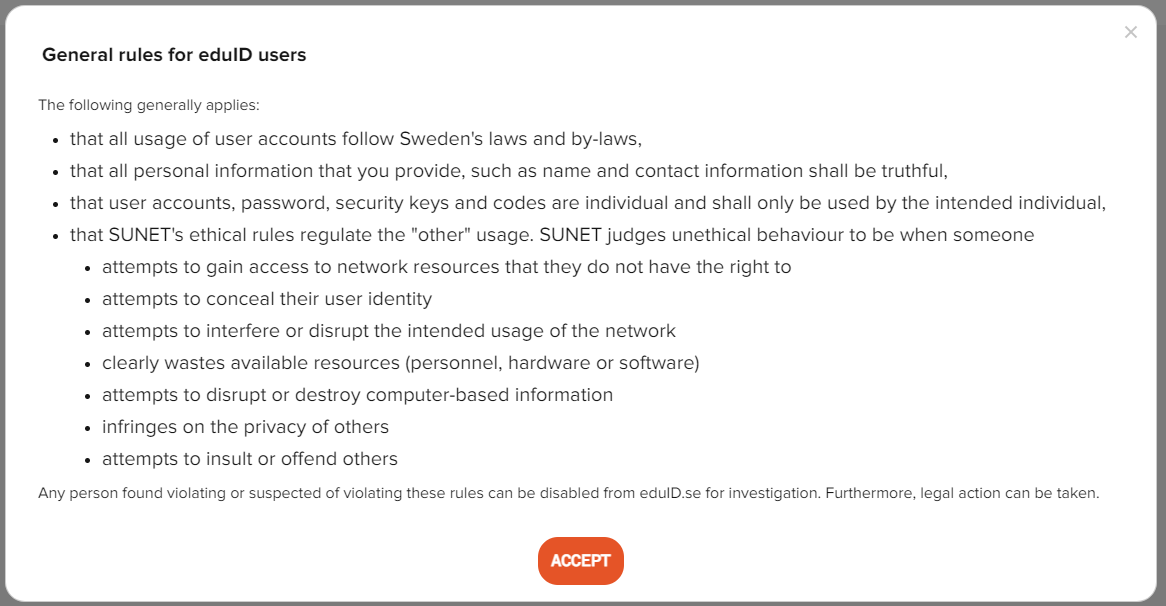 General rules for eduID users
The following generally applies:
that all usage of user accounts follow Sweden's laws and by-laws,
that all personal information that you provide, such as name and contact information shall be truthful,
that user accounts, password, security keys and codes are individual and shall only be used by the intended individual,
that SUNET's ethical rules regulate the "other" usage. SUNET judges unethical behaviour to be when someone
attempts to gain access to network resources that they do not have the right to
attempts to conceal their user identity
attempts to interfere or disrupt the intended usage of the network
clearly wastes available resources (personnel, hardware or software)
attempts to disrupt or destroy computer-based information
infringes on the privacy of others
attempts to insult or offend others
Any person found violating or suspected of violating these rules can be disabled from eduID.se for investigation. Furthermore, legal action can be taken.
ACCEPT